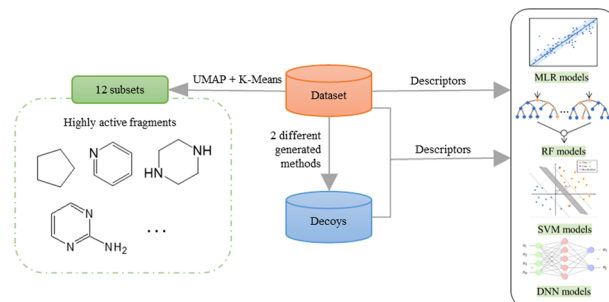 12 subsets
Highly active fragments
N
NH
HN
N
N
NH₂
...
UMAP + K-Means
Dataset
2 different
generated
methods
Decoys
Descriptors
Descriptors
MLR models
RF models
SVM models
DNN models